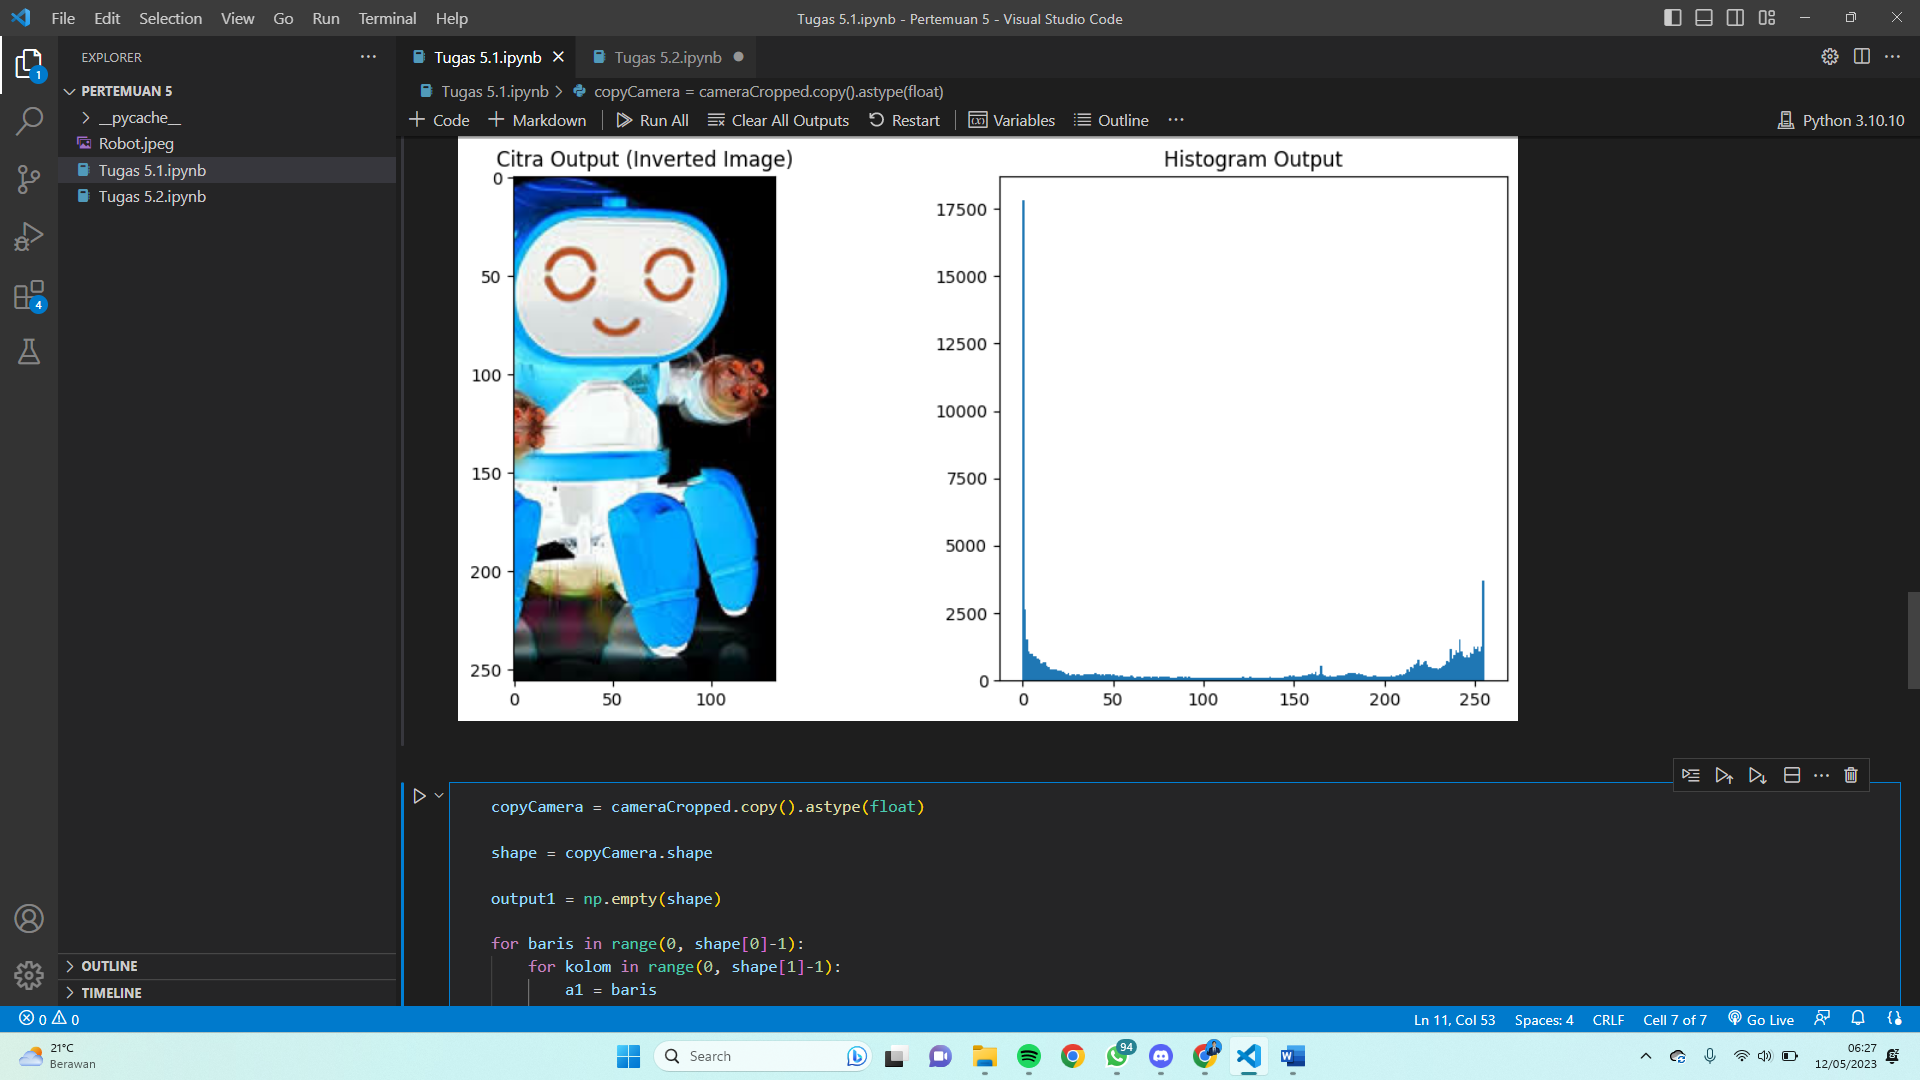 File Edit Selection View Go Run Terminal Help
Tugas 5.1.ipynb - Pertemuan 5 - Visual Studio Code
EXPLORER
PERTEMUAN 5
__pycache__
Robot.jpeg
Tugas 5.1.ipynb
Tugas 5.2.ipynb
OUTLINE
TIMELINE
1
4
Tugas 5.1.ipynb
Tugas 5.2.ipynb
Tugas 5.1.ipynb > copyCamera = cameraCropped.copy().astype(float)
+ Code + Markdown Run All Clear All Outputs Restart Variables Outline ... Python 3.10.10
Citra Output (Inverted Image)
0
50
100
150
200
250
0 50 100
Histogram Output
17500
15000
12500
10000
7500
5000
2500
0
0 50 100 150 200 250
copyCamera = cameraCropped.copy().astype(float)
shape = copyCamera.shape
output1 = np.empty(shape)
for baris in range(0, shape[0]-1):
for kolom in range(0, shape[1]-1):
a1 = baris
0 0
Ln 11, Col 53 Spaces: 4 CRLF Cell 7 of 7 Go Live
21°C
Berawan
Search
94
06:27
12/05/2023